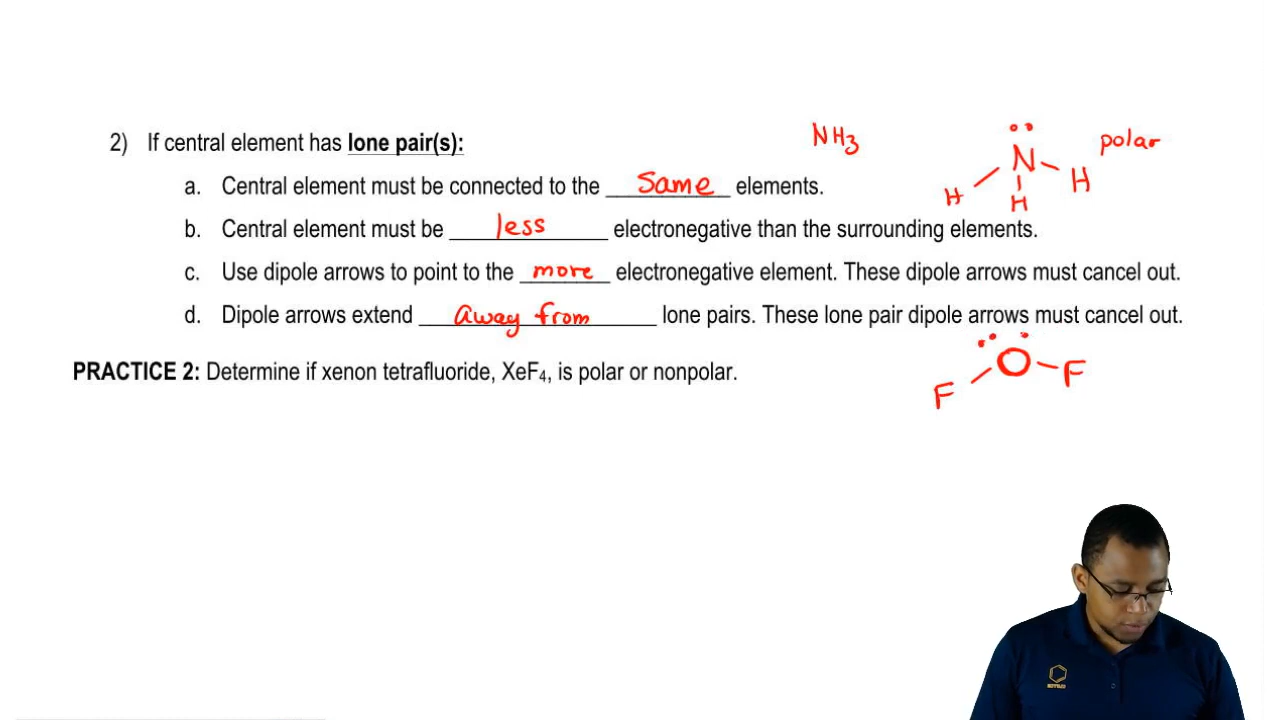 NH3
2) If central element has lone pair(s):
N polar
H H
H
a. Central element must be connected to the same elements.
b. Central element must be less electronegative than the surrounding elements.
c. Use dipole arrows to point to the more electronegative element. These dipole arrows must cancel out.
d. Dipole arrows extend away from lone pairs. These lone pair dipole arrows must cancel out.
PRACTICE 2: Determine if xenon tetrafluoride, XeF4, is polar or nonpolar.
O F
F